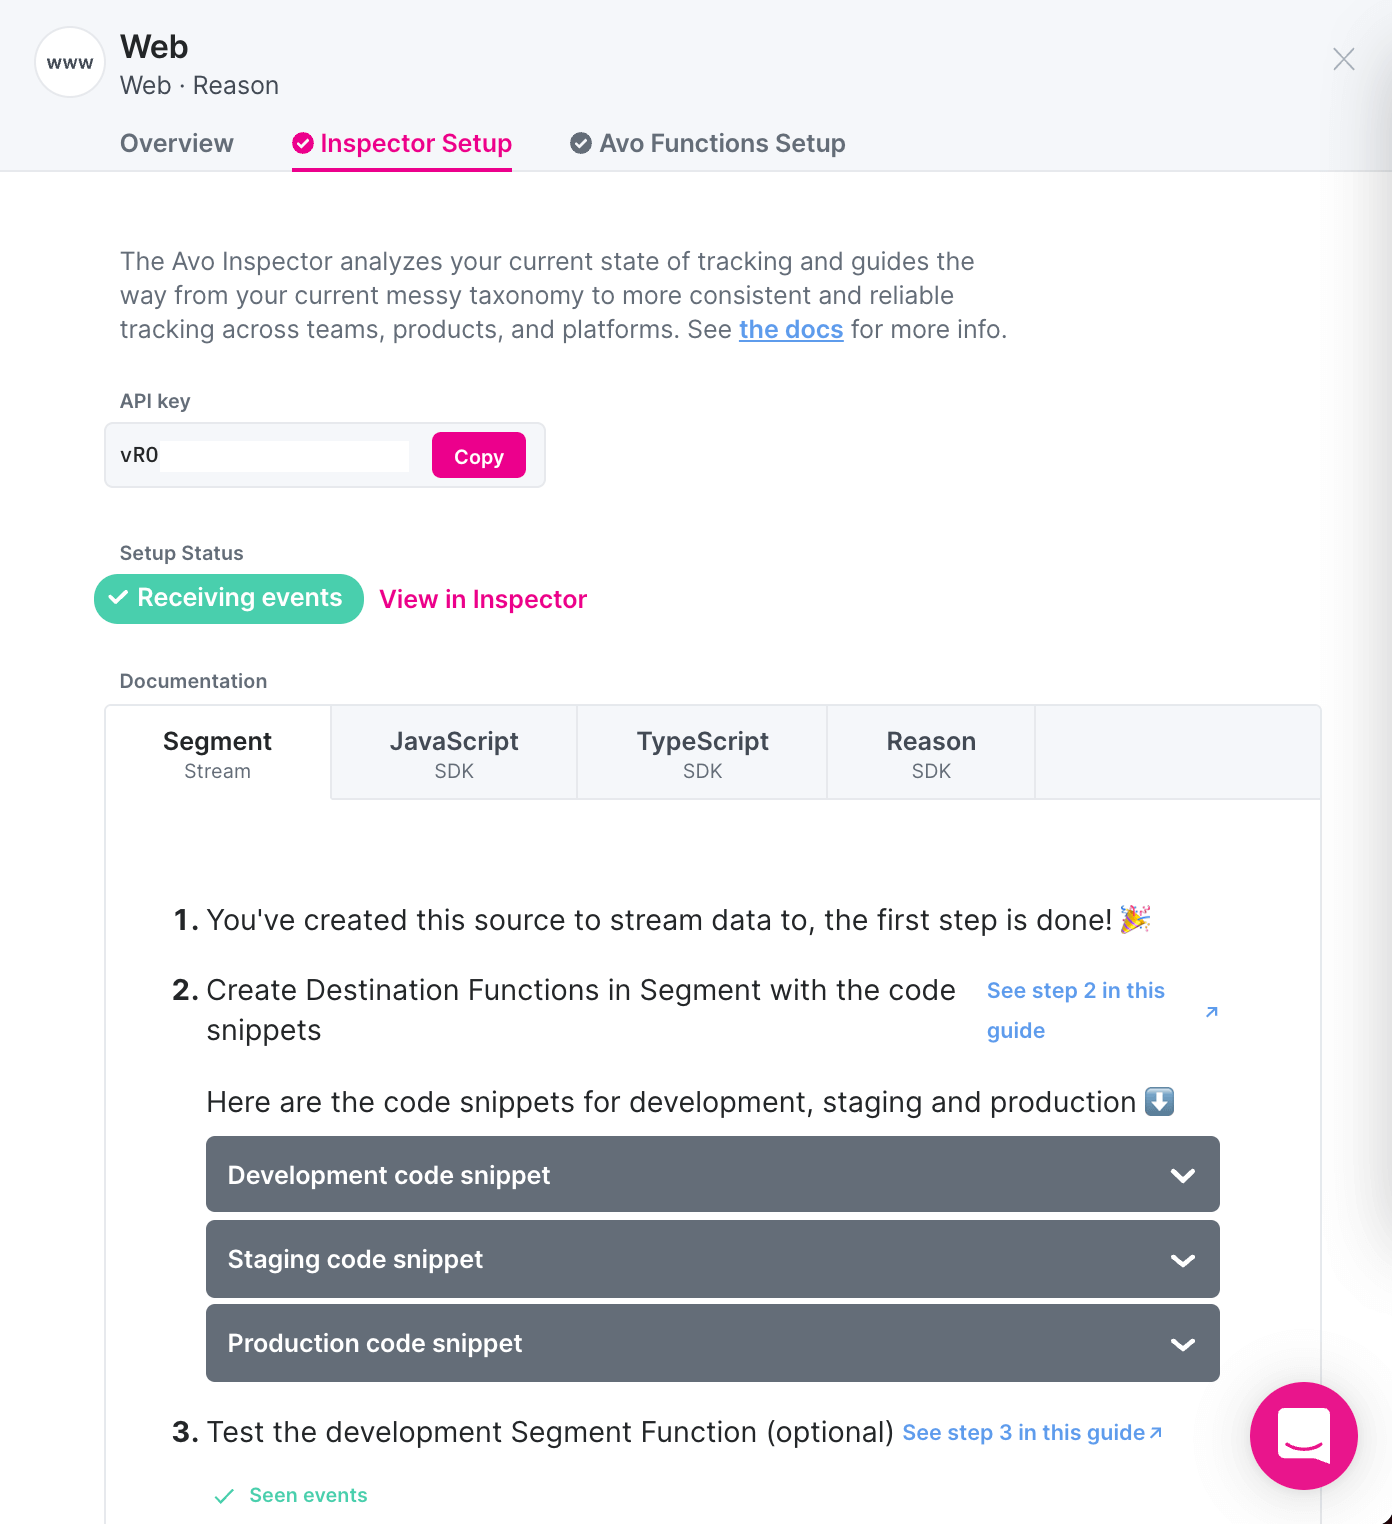 www
Web
Web · Reason
Overview
Inspector Setup
Avo Functions Setup
The Avo Inspector analyzes your current state of tracking and guides the
way from your current messy taxonomy to more consistent and reliable
tracking across teams, products, and platforms. See the docs for more info.
API key
vR0
Copy
Setup Status
Receiving events
View in Inspector
Documentation
Segment
Stream
JavaScript
SDK
TypeScript
SDK
Reason
SDK
1. You've created this source to stream data to, the first step is done! 🎉
2. Create Destination Functions in Segment with the code
snippets
See step 2 in this
guide
Here are the code snippets for development, staging and production ⬇️
Development code snippet
Staging code snippet
Production code snippet
3. Test the development Segment Function (optional) See step 3 in this guide
Seen events